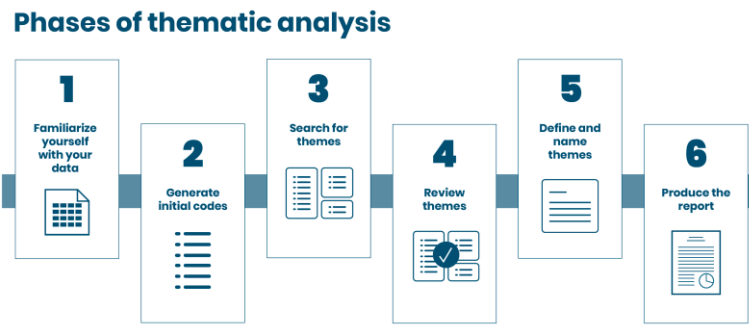 Phases of thematic analysis
1
Familiarize
yourself
with your
data
2
Generate
initial codes
3
Search for
themes
4
Review
themes
5
Define and
name
themes
6
Produce the
report